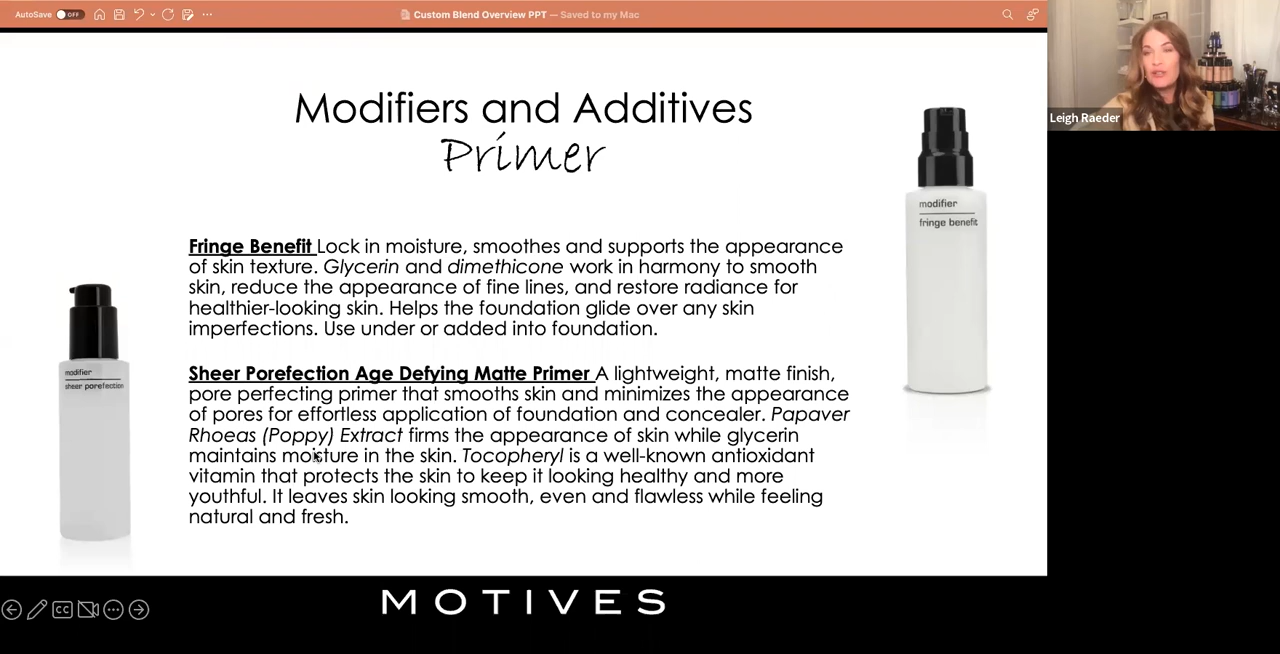 AutoSave OFF
Custom Blend Overview PPT — Saved to my Mac
Leigh Raeder
Modifiers and Additives
Primer
modifier
fringe benefit
Fringe Benefit Lock in moisture, smoothes and supports the appearance
of skin texture. Glycerin and dimethicone work in harmony to smooth
skin, reduce the appearance of fine lines, and restore radiance for
healthier-looking skin. Helps the foundation glide over any skin
imperfections. Use under or added into foundation.
modifier
sheer porefection
Sheer Porefection Age Defying Matte Primer A lightweight, matte finish,
pore perfecting primer that smooths skin and minimizes the appearance
of pores for effortless application of foundation and concealer. Papaver
Rhoeas (Poppy) Extract firms the appearance of skin while glycerin
maintains moisture in the skin. Tocopheryl is a well-known antioxidant
vitamin that protects the skin to keep it looking healthy and more
youthful. It leaves skin looking smooth, even and flawless while feeling
natural and fresh.
CC
MOTIVES